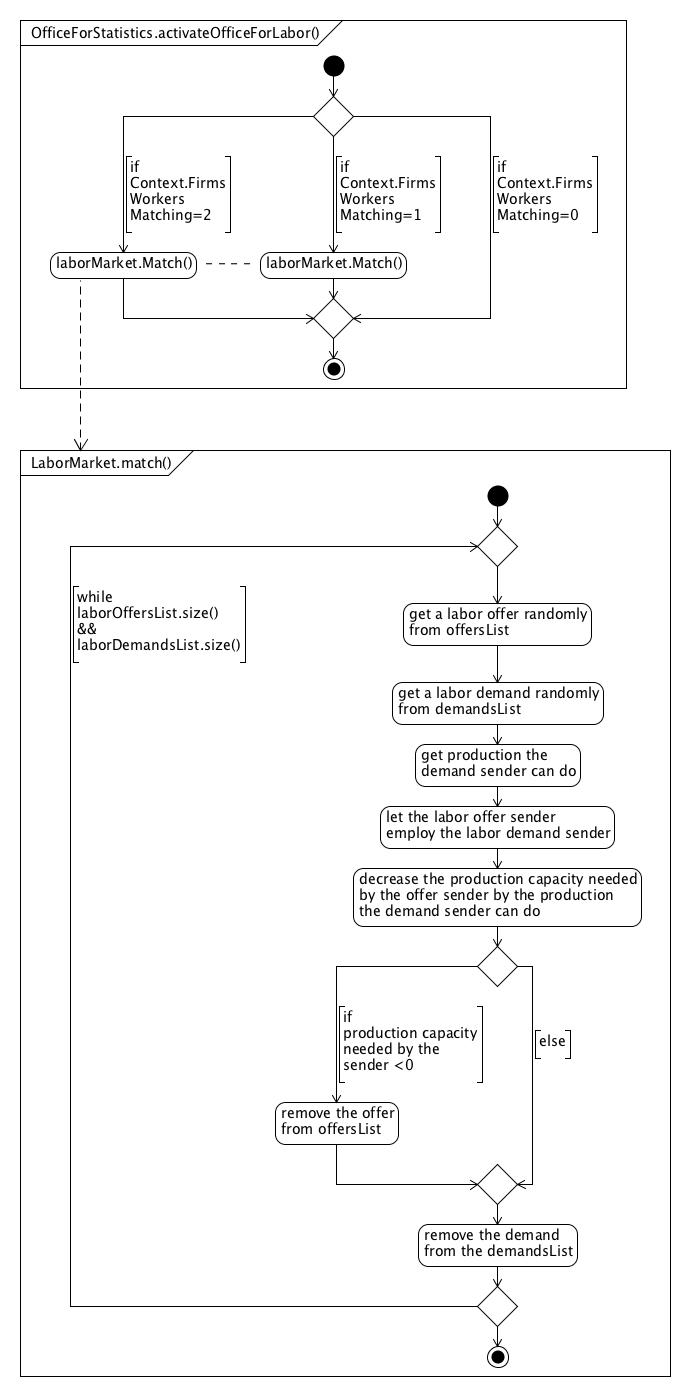 OfficeForStatistics.activateOfficeForLabor()
if
Context.Firms
Workers
Matching=2
if
Context.Firms
Workers
Matching=1
if
Context.Firms
Workers
Matching=0
laborMarket.Match()
laborMarket.Match()
LaborMarket.match()
while
laborOffersList.size()
&&
laborDemandsList.size()
get a labor offer randomly
from offersList
get a labor demand randomly
from demandsList
get production the
demand sender can do
let the labor offer sender
employ the labor demand sender
decrease the production capacity needed
by the offer sender by the production
the demand sender can do
if
production capacity
needed by the
sender <0
else
remove the offer
from offersList
remove the demand
from the demandsList